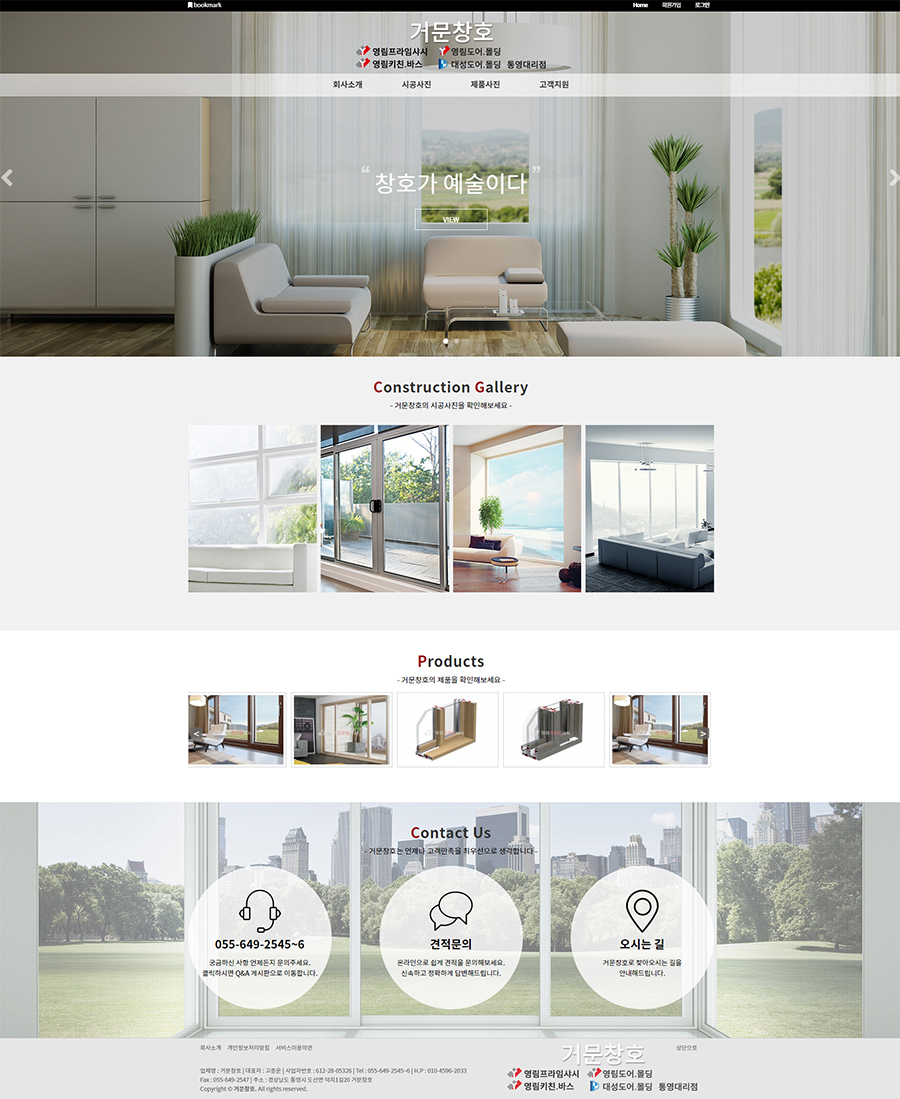 bookmark
Home 회원가입 로그인
거문창호
영림프라임샤시 영림도어.몰딩
영림키친.바스 대성도어.몰딩 통영대리점
회사소개 시공사진 제품사진 고객지원
“ 창호가 예술이다 ”
VIEW
Construction Gallery
- 거문창호의 시공사진을 확인해보세요 -
Products
- 거문창호의 제품을 확인해보세요 -
Contact Us
- 거문창호는 언제나 고객만족을 최우선으로 생각합니다 -
055-649-2545~6
궁금하신 사항 언제든지 문의주세요.
클릭하시면 Q&A 게시판으로 이동합니다.
견적문의
온라인으로 쉽게 견적을 문의해보세요.
신속하고 정확하게 답변해드립니다.
오시는 길
거문창호로 찾아오시는 길을
안내해드립니다.
회사소개 개인정보처리방침 서비스이용약관
상단으로
업체명 : 거문창호 | 대표자 : 고종운 | 사업자번호 : 612-28-05326 | Tel : 055-649-2545~6 | H.P : 010-4596-2033
Fax : 055-649-2547 | 주소 : 경상남도 통영시 도산면 덕치1길20 거문창호
Copyright © 거문창호. All rights reserved.
거문창호
영림프라임샤시 영림도어.몰딩
영림키친.바스 대성도어.몰딩 통영대리점